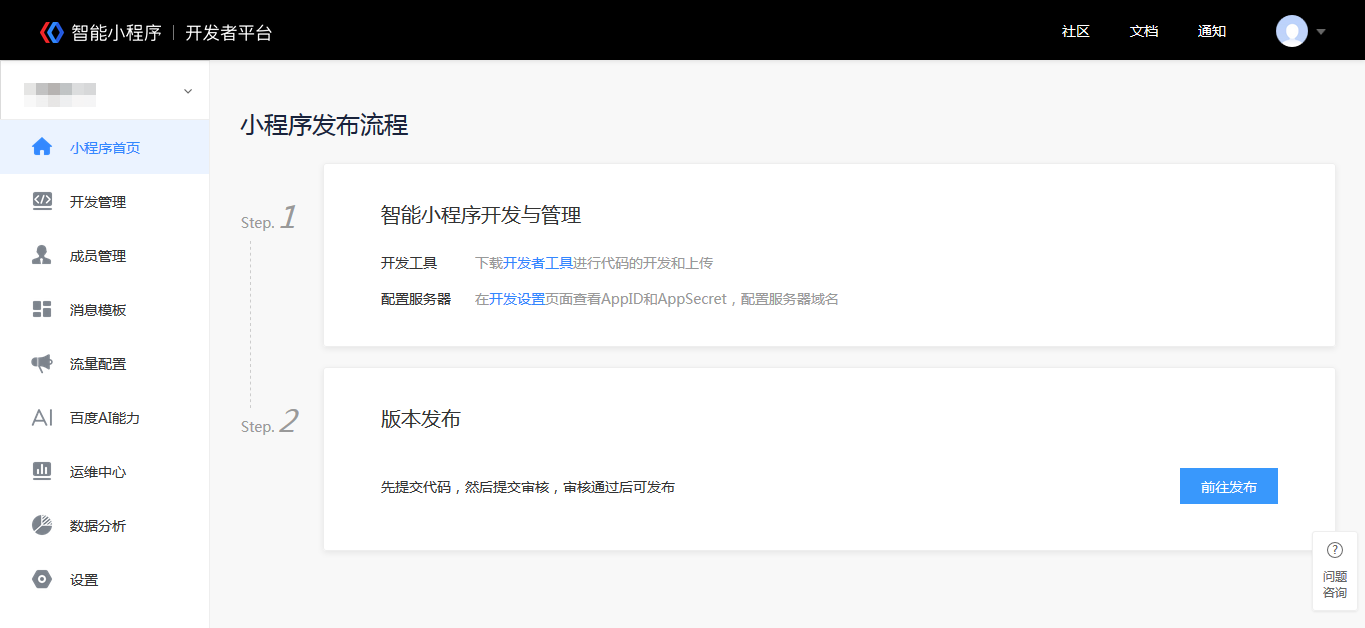 智能小程序 | 开发者平台
社区 文档 通知
小程序首页
开发管理
成员管理
消息模板
流量配置
AI 百度AI能力
运维中心
数据分析
设置
小程序发布流程
Step. 1
智能小程序开发与管理
开发工具 下载开发者工具进行代码的开发和上传
配置服务器 在开发设置页面查看AppID和AppSecret，配置服务器域名
Step. 2
版本发布
先提交代码，然后提交审核，审核通过后可发布
前往发布
?
问题
咨询